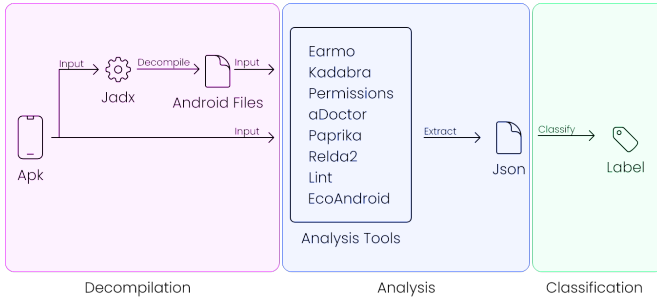 Input
Decompile
Input
Jadx
Android Files
Input
Apk
Earmo
Kadabra
Permissions
aDoctor
Paprika
Relda2
Lint
EcoAndroid
Analysis Tools
Extract
Json
Classify
Label
Decompilation
Analysis
Classification